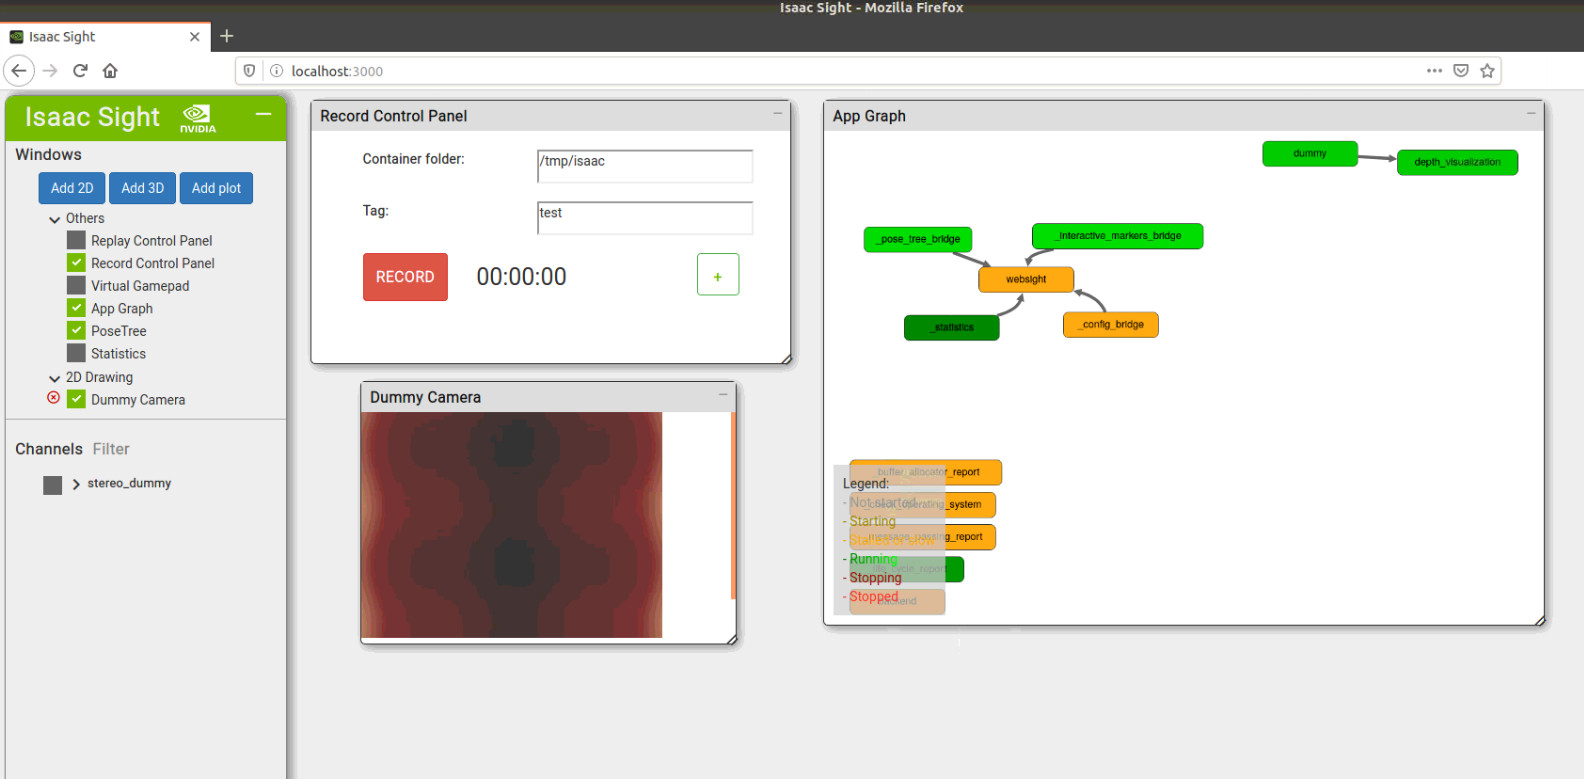 Isaac Sight - Mozilla Firefox
Isaac Sight
localhost:3000
Isaac Sight
NVIDIA
Windows
Add 2D Add 3D Add plot
Others
Replay Control Panel
Record Control Panel
Virtual Gamepad
App Graph
PoseTree
Statistics
2D Drawing
Dummy Camera
Channels Filter
stereo_dummy
Record Control Panel
Container folder: /tmp/isaac
Tag: test
RECORD 00:00:00 +
Dummy Camera
App Graph
dummy
depth_visualization
_pose_tree_bridge
_interactive_markers_bridge
websight
_statistics
_config_bridge
buffer_allocator_report
Legend:
- Not started
_operating_system
- Starting
message_passing_report
- Running
- Stopping
- Stopped
backend